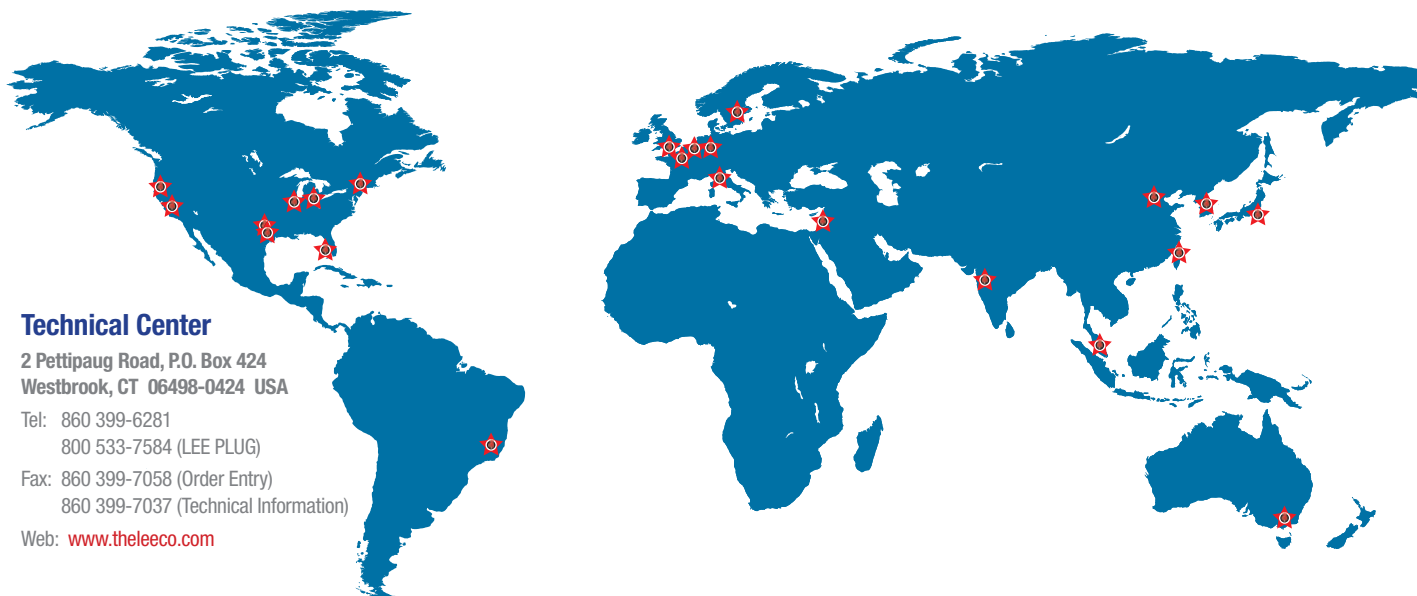 Technical Center
2 Pettipaug Road, P.O. Box 424
Westbrook, CT 06498-0424 USA
Tel: 860 399-6281
800 533-7584 (LEE PLUG)
Fax: 860 399-7058 (Order Entry)
860 399-7037 (Technical Information)
Web: www.theleeco.com